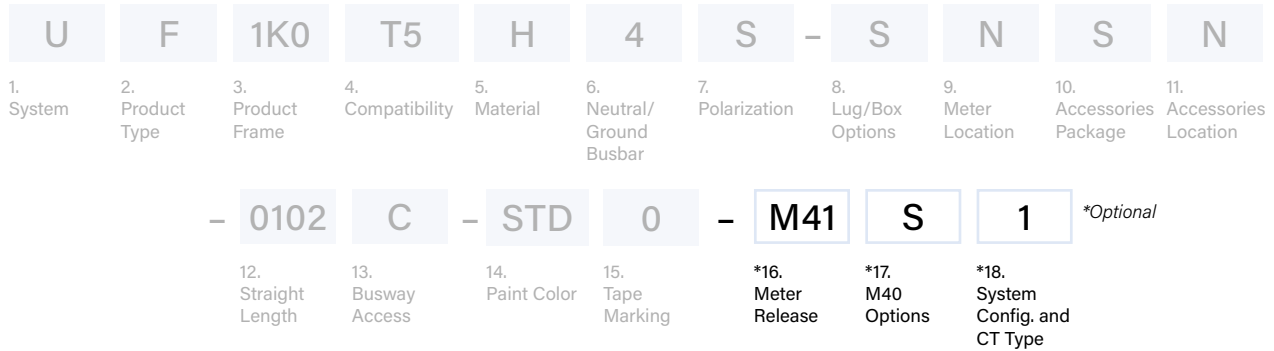 U F 1K0 T5 H 4 S – S N S N
1. System
2. Product Type
3. Product Frame
4. Compatibility
5. Material
6. Neutral/ Ground Busbar
7. Polarization
8. Lug/Box Options
9. Meter Location
10. Accessories Package
11. Accessories Location
– 0102 C – STD 0 – M41 S 1 *Optional
12. Straight Length
13. Busway Access
14. Paint Color
15. Tape Marking
*16. Meter Release
*17. M40 Options
*18. System Config. and CT Type